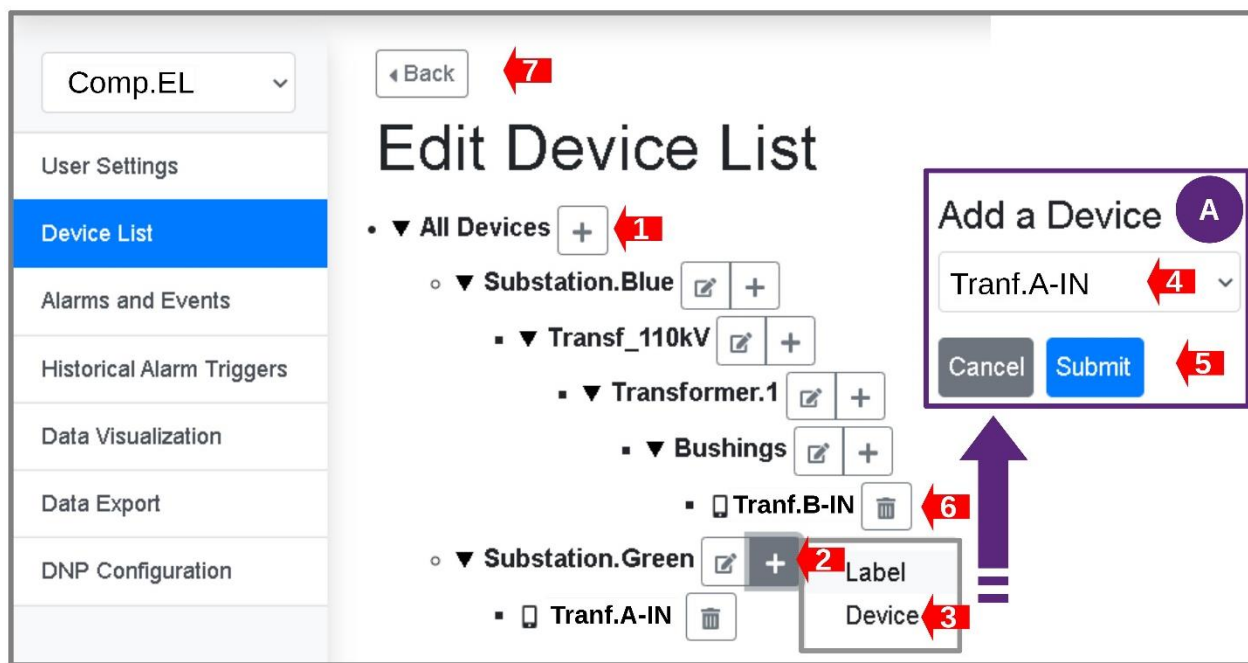 Comp.EL
User Settings
Device List
Alarms and Events
Historical Alarm Triggers
Data Visualization
Data Export
DNP Configuration
Back
7
Edit Device List
All Devices + 1
Substation.Blue +
Transf_110kV +
Transformer.1 +
Bushings +
Tranf.B-IN 6
Substation.Green + 2
Tranf.A-IN
Label
Device 3
Add a Device A
Tranf.A-IN 4
Cancel Submit 5